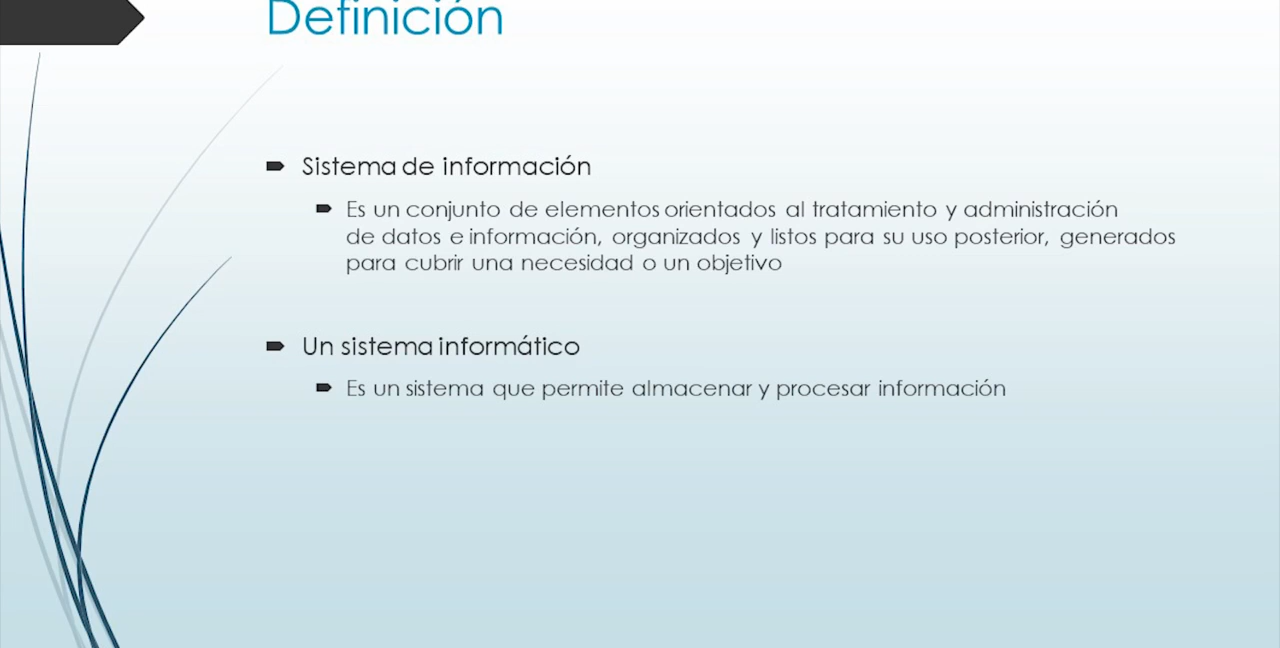 Definición
Sistema de información
Es un conjunto de elementos orientados al tratamiento y administración
de datos e información, organizados y listos para su uso posterior, generados
para cubrir una necesidad o un objetivo
Un sistema informático
Es un sistema que permite almacenar y procesar información